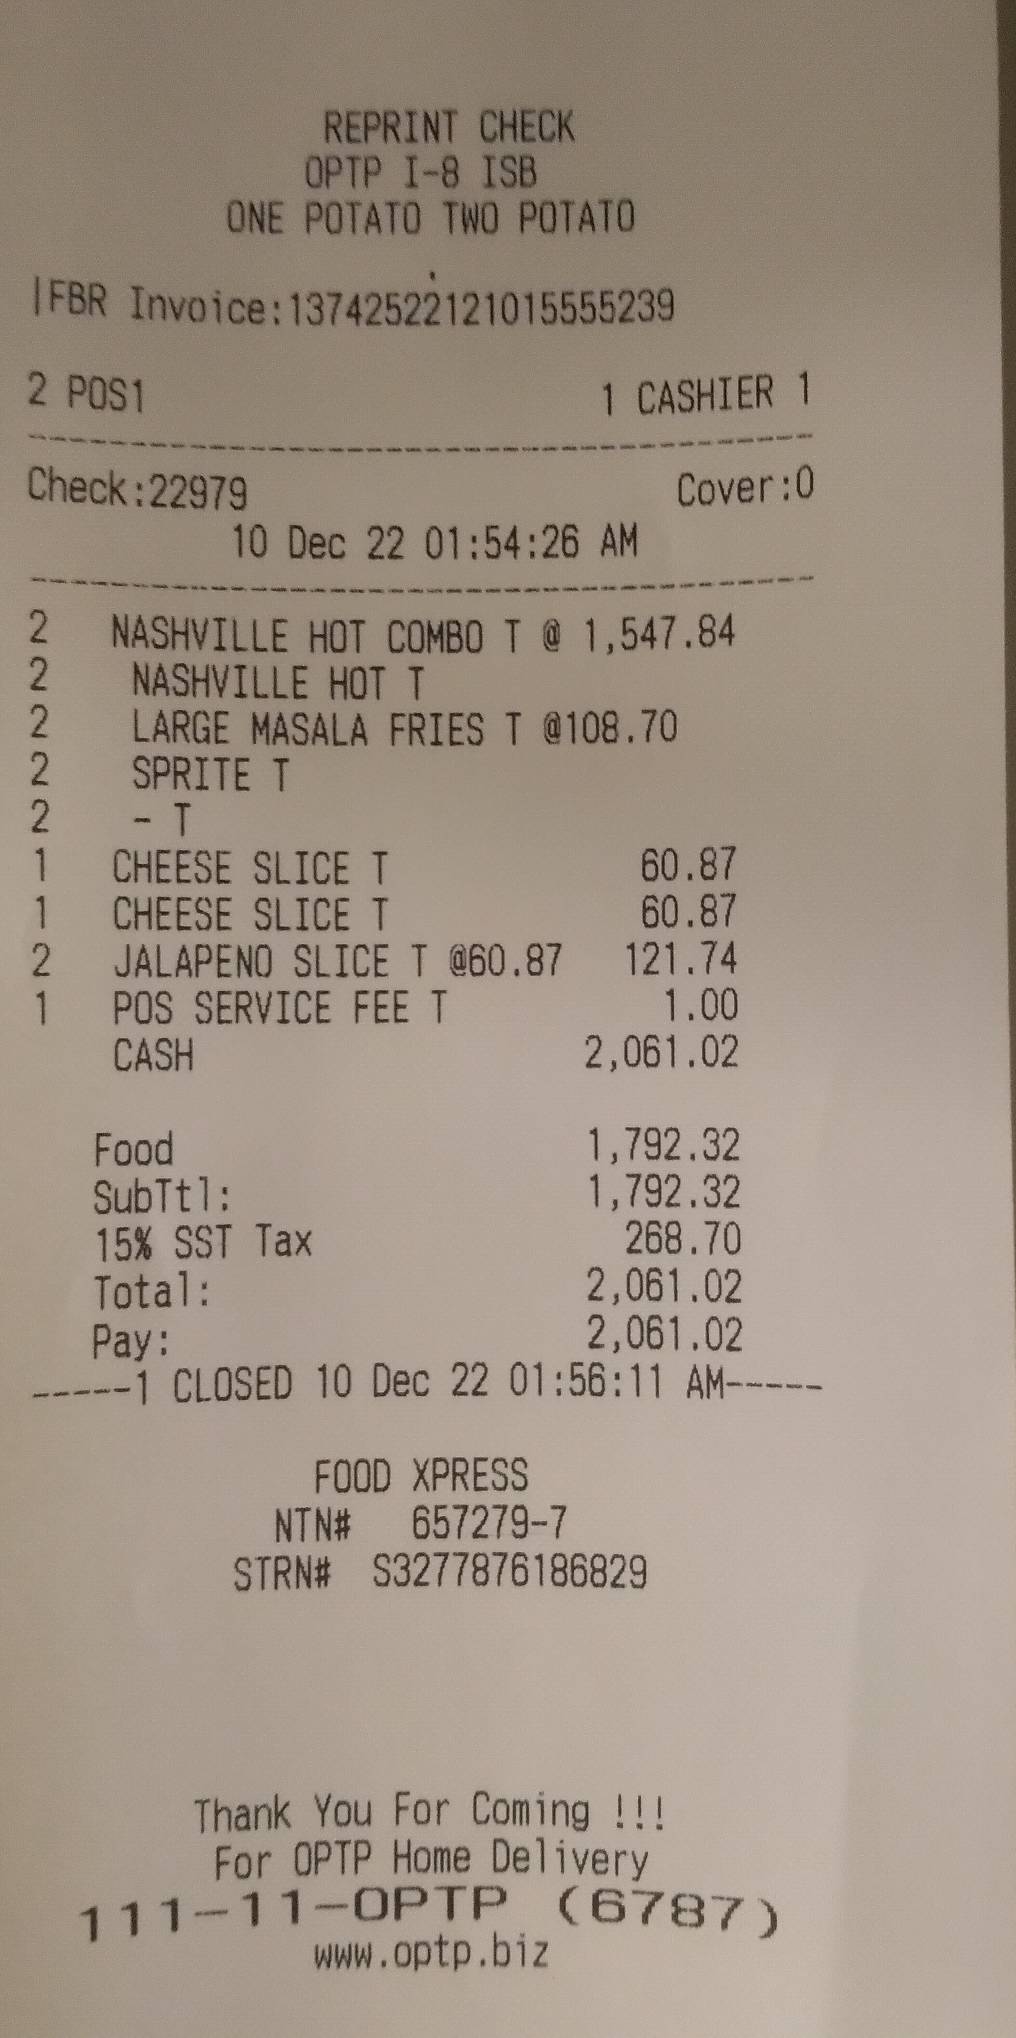 REPRINT CHECK
OPTP I-8 ISB
ONE POTATO TWO POTATO
|FBR Invoice:13742522121015555239
2 POS1 1 CASHIER 1
----------------------------------------
Check:22979 Cover:0
10 Dec 22 01:54:26 AM
----------------------------------------
2 NASHVILLE HOT COMBO T @ 1,547.84
2 NASHVILLE HOT T
2 LARGE MASALA FRIES T @108.70
2 SPRITE T
2 - T
1 CHEESE SLICE T 60.87
1 CHEESE SLICE T 60.87
2 JALAPENO SLICE T @60.87 121.74
1 POS SERVICE FEE T 1.00
CASH 2,061.02
Food 1,792.32
SubTtl: 1,792.32
15% SST Tax 268.70
Total: 2,061.02
Pay: 2,061.02
-----1 CLOSED 10 Dec 22 01:56:11 AM-----
FOOD XPRESS
NTN# 657279-7
STRN# S3277876186829
Thank You For Coming !!!
For OPTP Home Delivery
111-11-OPTP (6787)
www.optp.biz